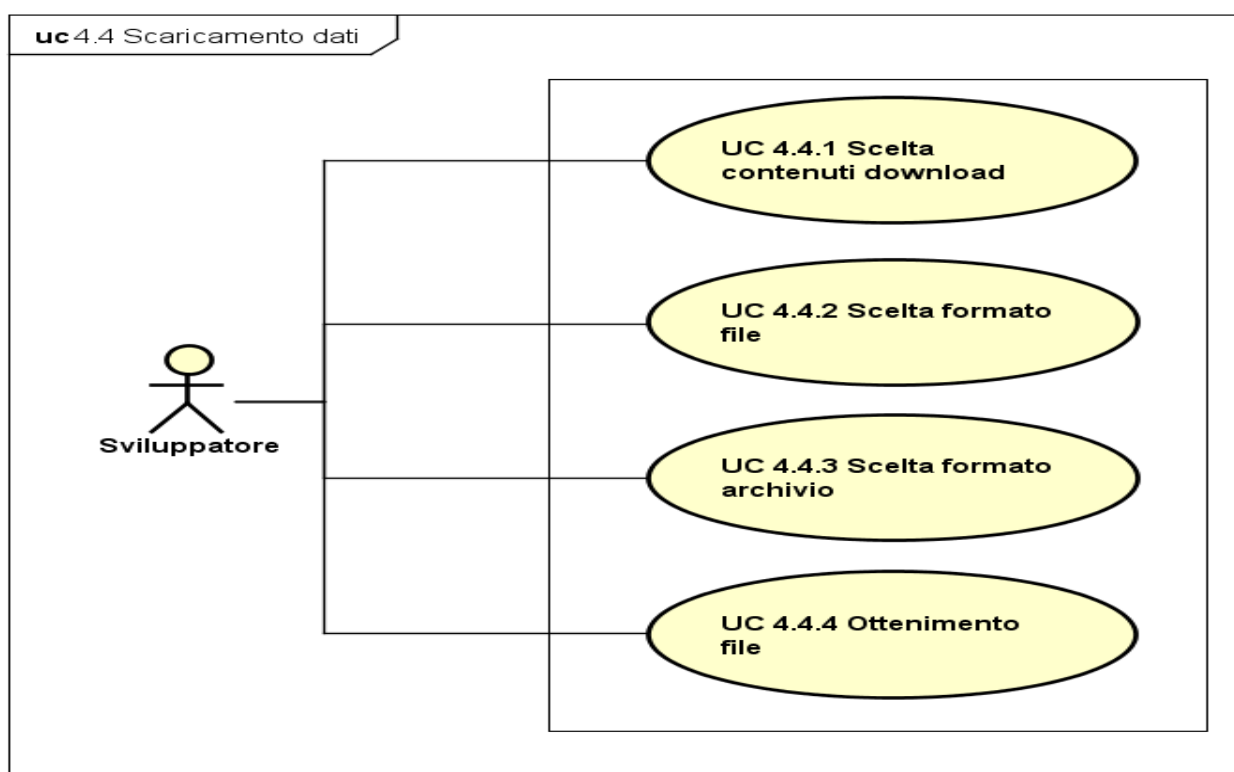 uc 4.4 Scaricamento dati
UC 4.4.1 Scelta
contenuti download
UC 4.4.2 Scelta formato
file
Sviluppatore
UC 4.4.3 Scelta formato
archivio
UC 4.4.4 Ottenimento
file